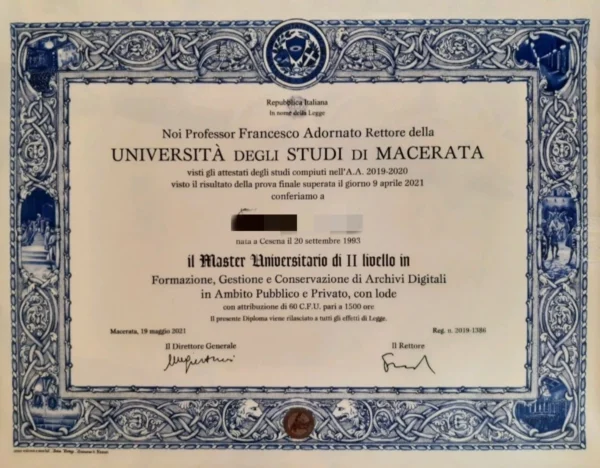 Repubblica Italiana
In nome della Legge
Noi Professor Francesco Adornato Rettore della
UNIVERSITÀ DEGLI STUDI DI MACERATA
visti gli attestati degli studi compiuti nell'A.A. 2019-2020
visto il risultato della prova finale superata il giorno 9 aprile 2021
conferiamo a
nata a Cesena il 20 settembre 1993
il Master Universitario di II livello in
Formazione, Gestione e Conservazione di Archivi Digitali
in Ambito Pubblico e Privato, con lode
con attribuzione di 60 C.F.U. pari a 1500 ore
Il presente Diploma viene rilasciato a tutti gli effetti di Legge.
Macerata, 19 maggio 2021
Reg. n. 2019-1386
Il Direttore Generale
Il Rettore